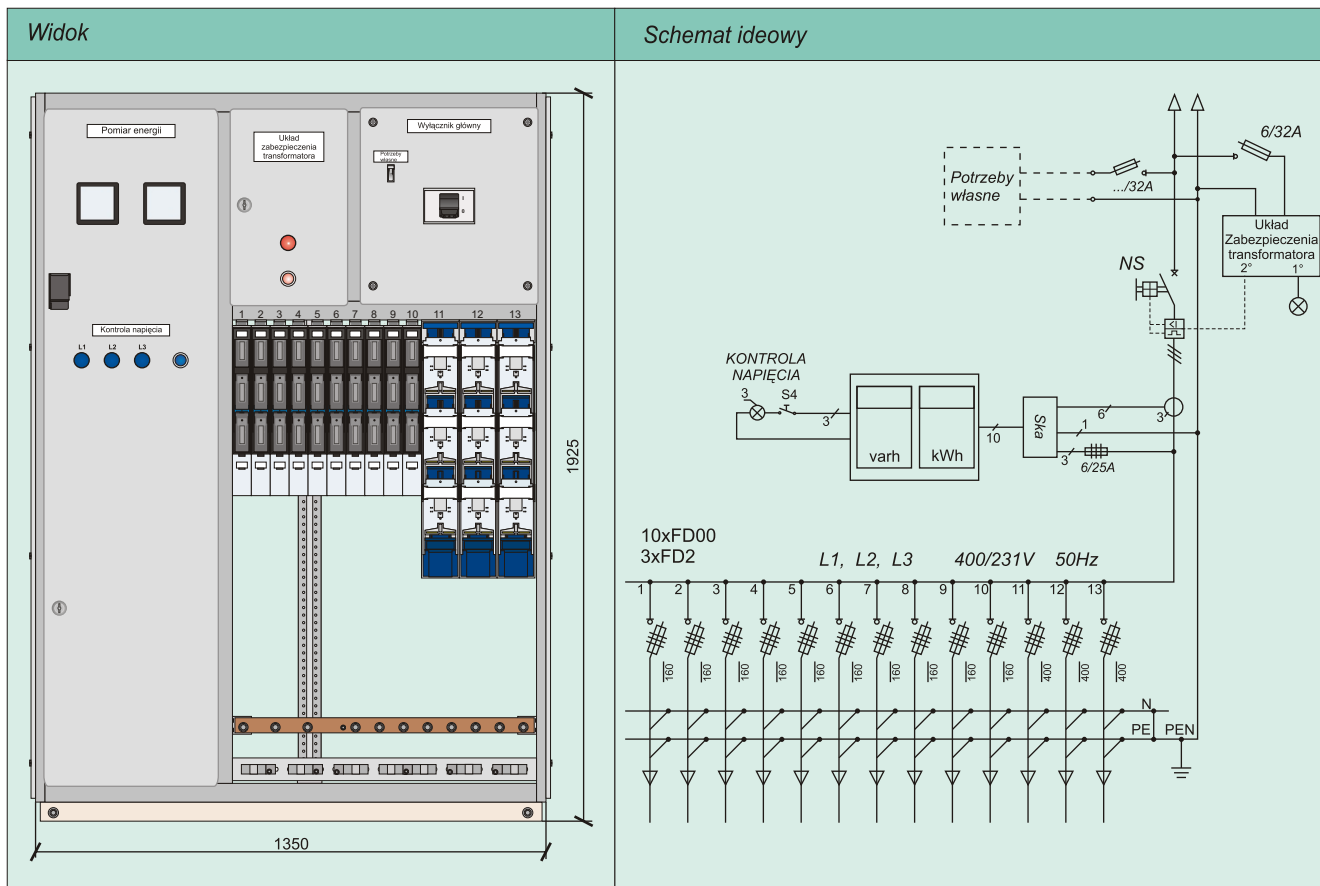 Widok
Schemat ideowy
Pomiar energii
Układ
zabezpieczenia
transformatora
Wyłącznik główny
Potrzeby
własne
I
0
Kontrola napięcia
L1 L2 L3
1 2 3 4 5 6 7 8 9 10 11 12 13
1925
1350
6/32A
Potrzeby
własne
.../32A
Układ
Zabezpieczenia
transformatora
2° 1°
NS
I>
KONTROLA
NAPIĘCIA
3
S4
3
varh
kWh
10
Ska
6
3
1
3
6/25A
10xFD00
3xFD2
L1, L2, L3 400/231V 50Hz
1 2 3 4 5 6 7 8 9 10 11 12 13
160 160 160 160 160 160 160 160 160 160 400 400 400
N
PE PEN